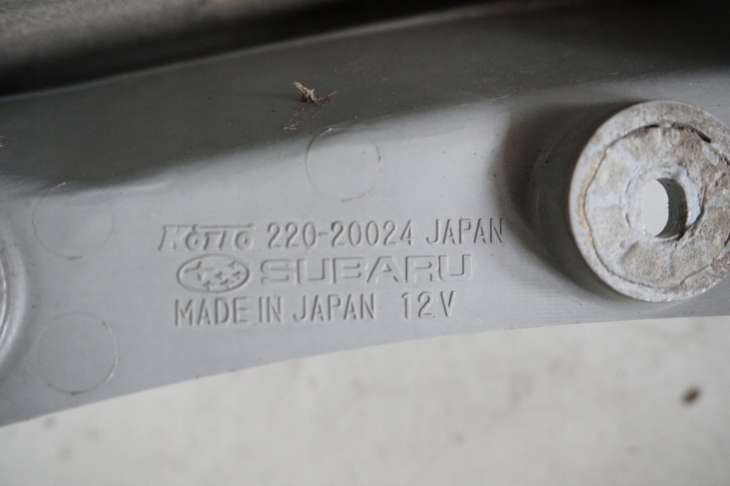 KOITO 220-20024 JAPAN
SUBARU
MADE IN JAPAN 12V